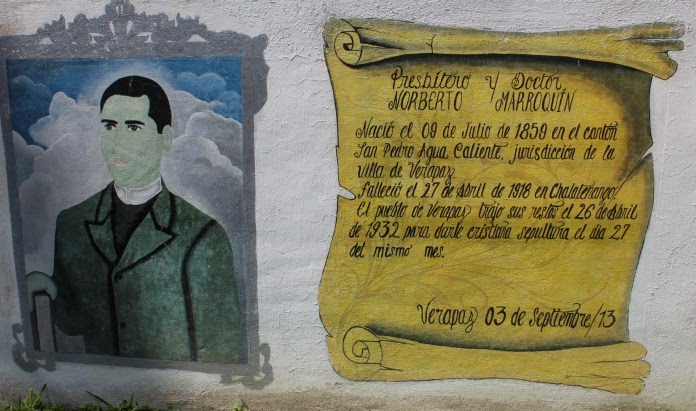 Presbítero y Doctor
NORBERTO MARROQUÍN
Nació el 09 de Julio de 1859 en el cantón
San Pedro Agua Caliente, jurisdicción de la
villa de Verapaz.
Falleció el 27 de Abril de 1918 en Chalatenango.
El pueblo de Verapaz trajo sus restos el 26 de Abril
de 1932 para darle cristiana sepultura el día 27
del mismo mes.
Verapaz 03 de Septiembre/13